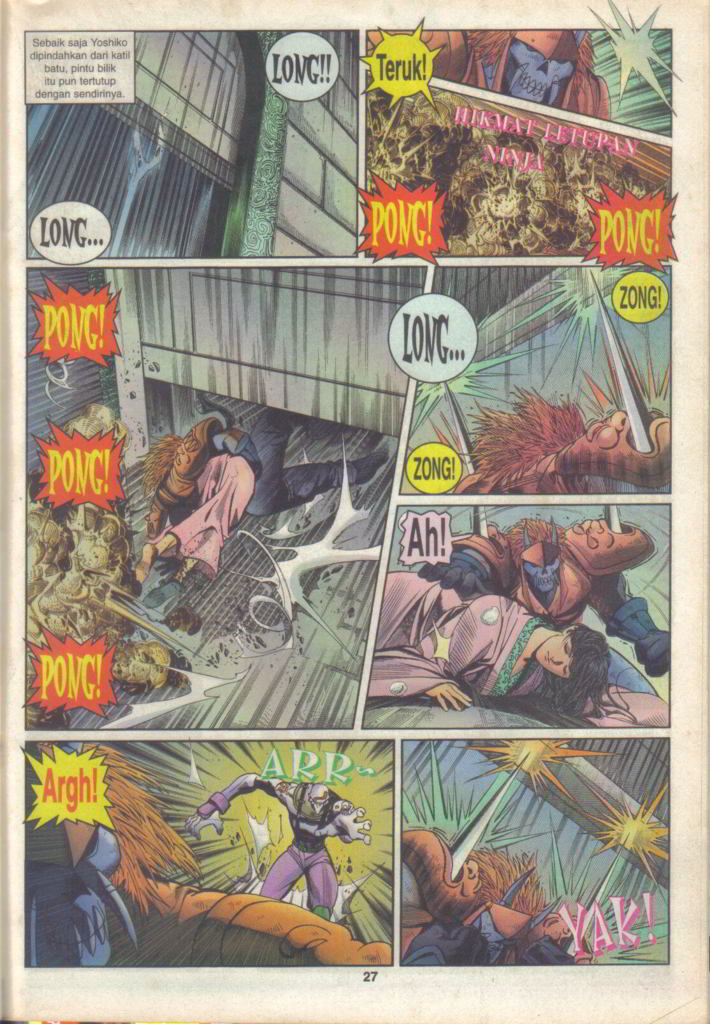 Sebaik saja Yoshiko
dipindahkan dari katil
batu, pintu bilik
itu pun tertutup
dengan sendirinya.
LONG!!
LONG...
Teruk!
HIKMAT LETUPAN
NINJA
PONG!
PONG!
PONG!
PONG!
PONG!
LONG...
ZONG!
ZONG!
Ah!
Argh!
ARR~
YAK!
27